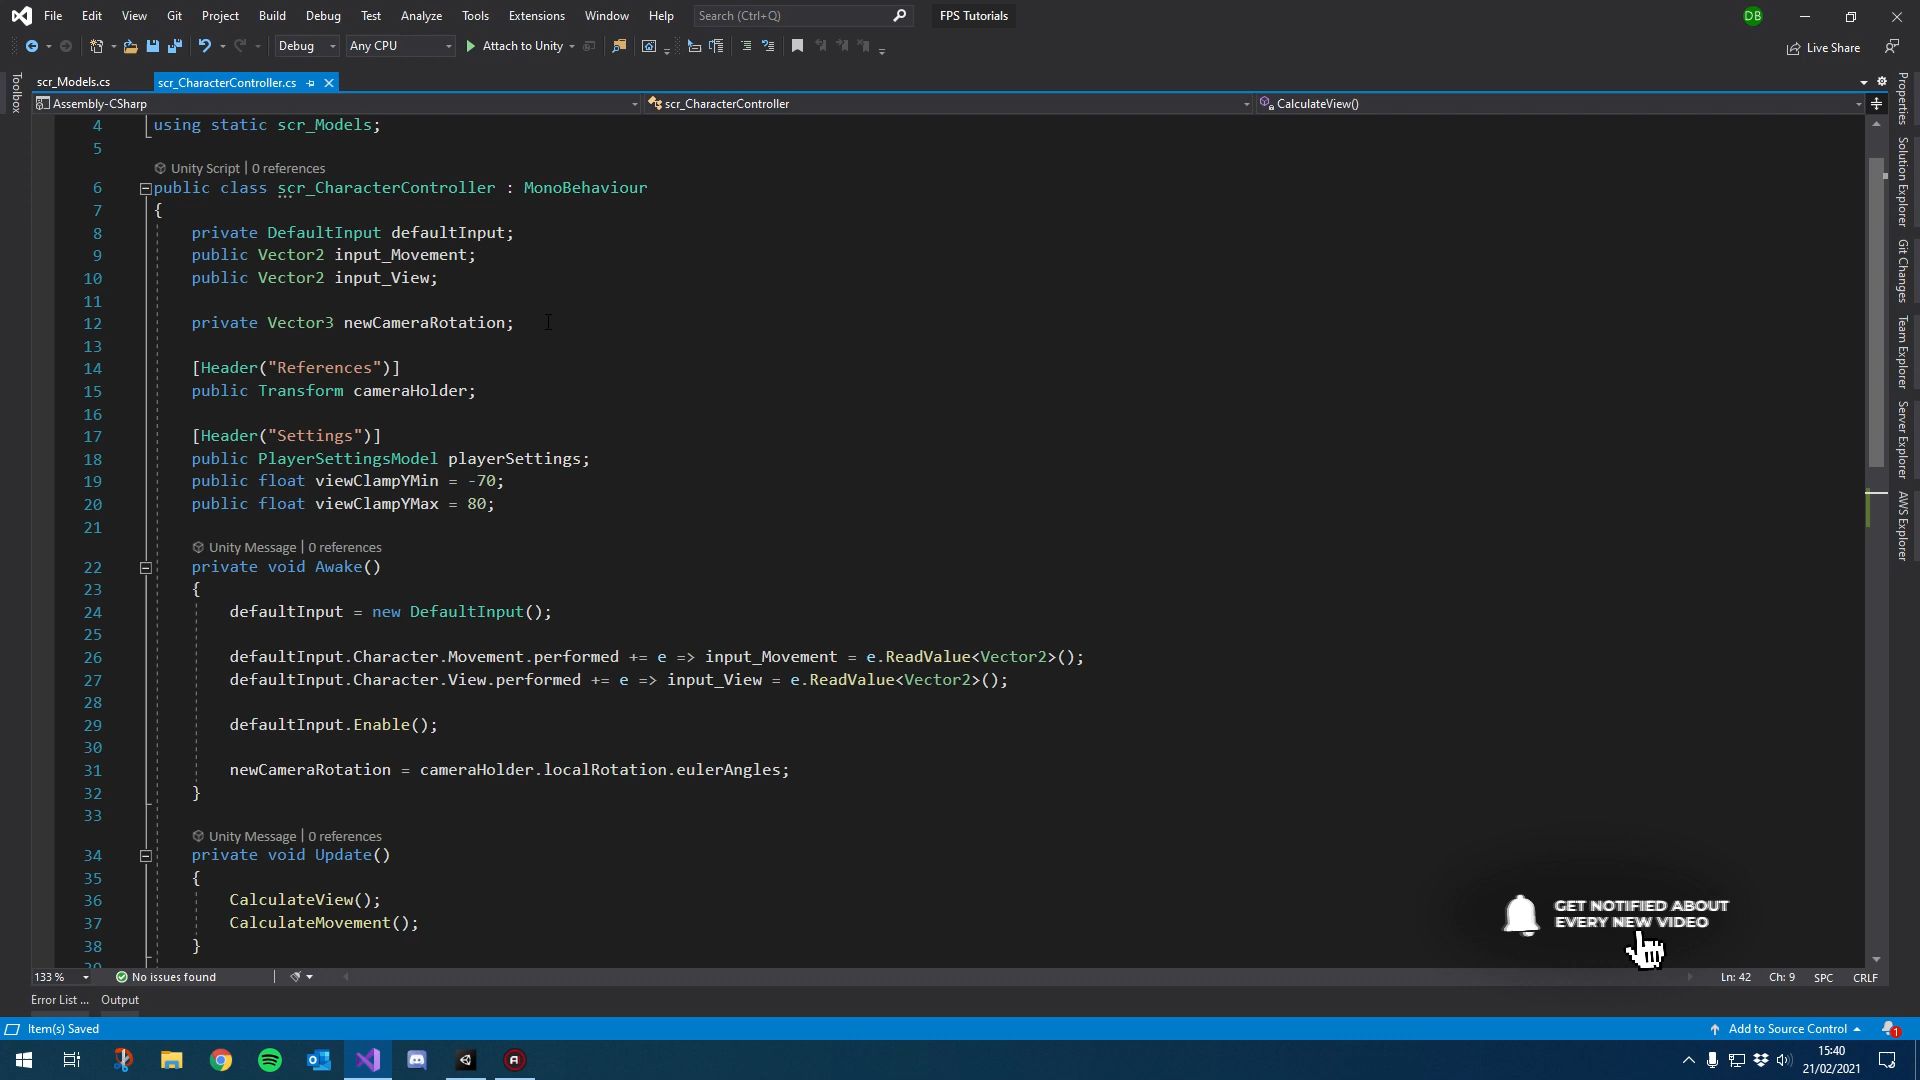 File Edit View Git Project Build Debug Test Analyze Tools Extensions Window Help Search (Ctrl+Q) FPS Tutorials DB
Debug Any CPU Attach to Unity Live Share
scr_Models.cs scr_CharacterController.cs
Assembly-CSharp scr_CharacterController CalculateView()
4 using static scr_Models;
5
Unity Script | 0 references
6 public class scr_CharacterController : MonoBehaviour
7 {
8 private DefaultInput defaultInput;
9 public Vector2 input_Movement;
10 public Vector2 input_View;
11
12 private Vector3 newCameraRotation;
13
14 [Header("References")]
15 public Transform cameraHolder;
16
17 [Header("Settings")]
18 public PlayerSettingsModel playerSettings;
19 public float viewClampYMin = -70;
20 public float viewClampYMax = 80;
21
Unity Message | 0 references
22 private void Awake()
23 {
24 defaultInput = new DefaultInput();
25
26 defaultInput.Character.Movement.performed += e => input_Movement = e.ReadValue<Vector2>();
27 defaultInput.Character.View.performed += e => input_View = e.ReadValue<Vector2>();
28
29 defaultInput.Enable();
30
31 newCameraRotation = cameraHolder.localRotation.eulerAngles;
32 }
33
Unity Message | 0 references
34 private void Update()
35 {
36 CalculateView();
37 CalculateMovement();
38 }
39
Toolbox
Properties
Solution Explorer
Git Changes
Team Explorer
Server Explorer
AWS Explorer
GET NOTIFIED ABOUT
EVERY NEW VIDEO
133 % No issues found Ln: 42 Ch: 9 SPC CRLF
Error List ... Output
Item(s) Saved Add to Source Control 1
15:40
21/02/2021